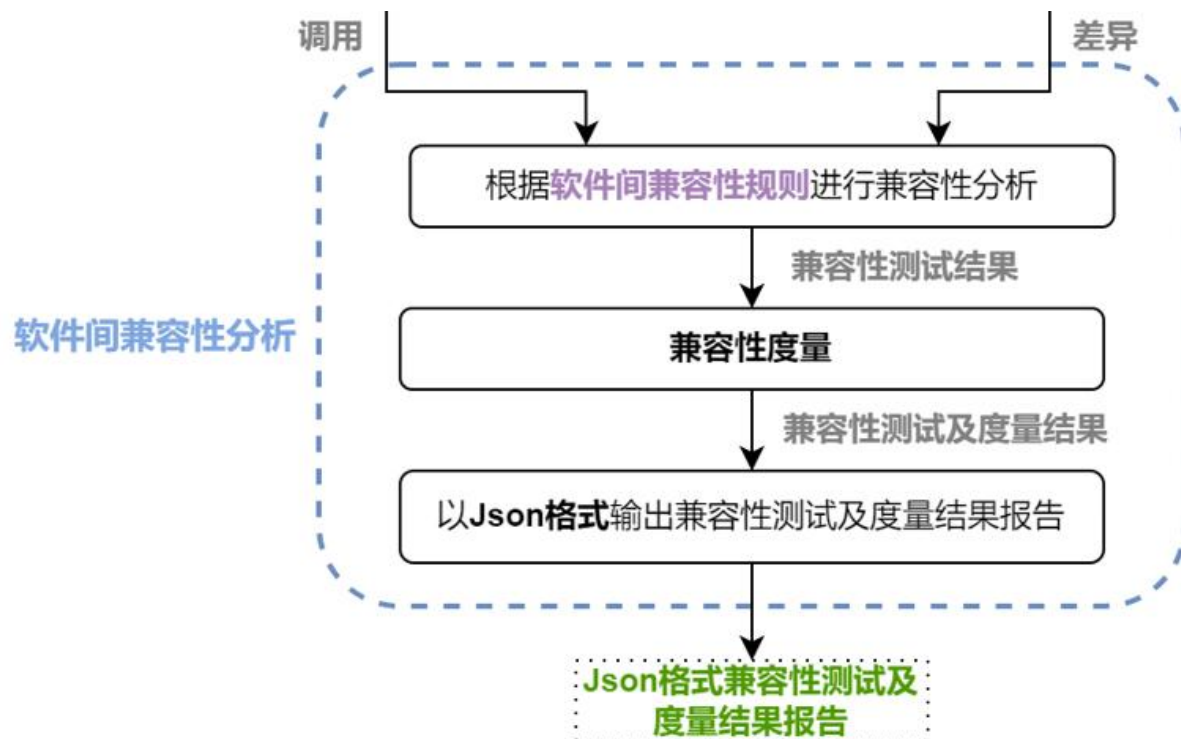 调用
差异
根据软件间兼容性规则进行兼容性分析
兼容性测试结果
软件间兼容性分析
兼容性度量
兼容性测试及度量结果
以Json格式输出兼容性测试及度量结果报告
Json格式兼容性测试及
度量结果报告